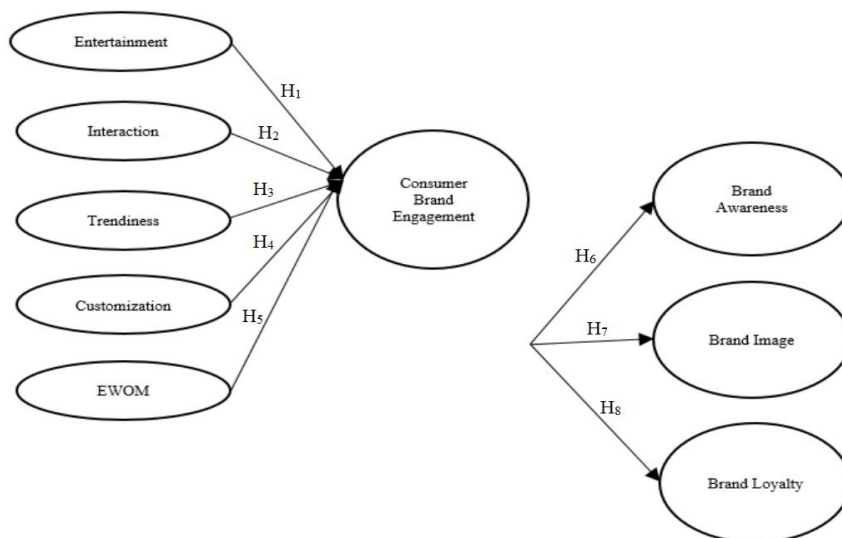 Entertainment
H₁
Interaction
H₂
Trendiness
H₃
Customization
H₄
EWOM
H₅
Consumer
Brand
Engagement
H₆
Brand
Awareness
H₇
Brand Image
H₈
Brand Loyalty